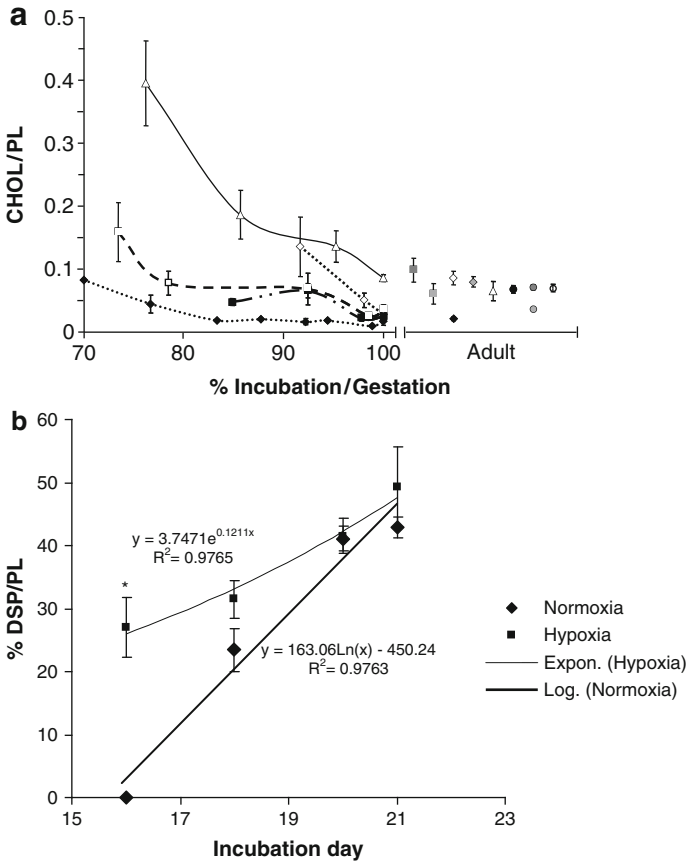 a
0.5
0.4
0.3
0.2
0.1
0
CHOL/PL
70 80 90 100 Adult
% Incubation/Gestation
b
60
50
40
30
20
10
0
% DSP/PL
y = 3.7471e^0.1211x
R² = 0.9765
*
y = 163.06Ln(x) - 450.24
R² = 0.9763
15 17 19 21 23
Incubation day
Normoxia
Hypoxia
Expon. (Hypoxia)
Log. (Normoxia)